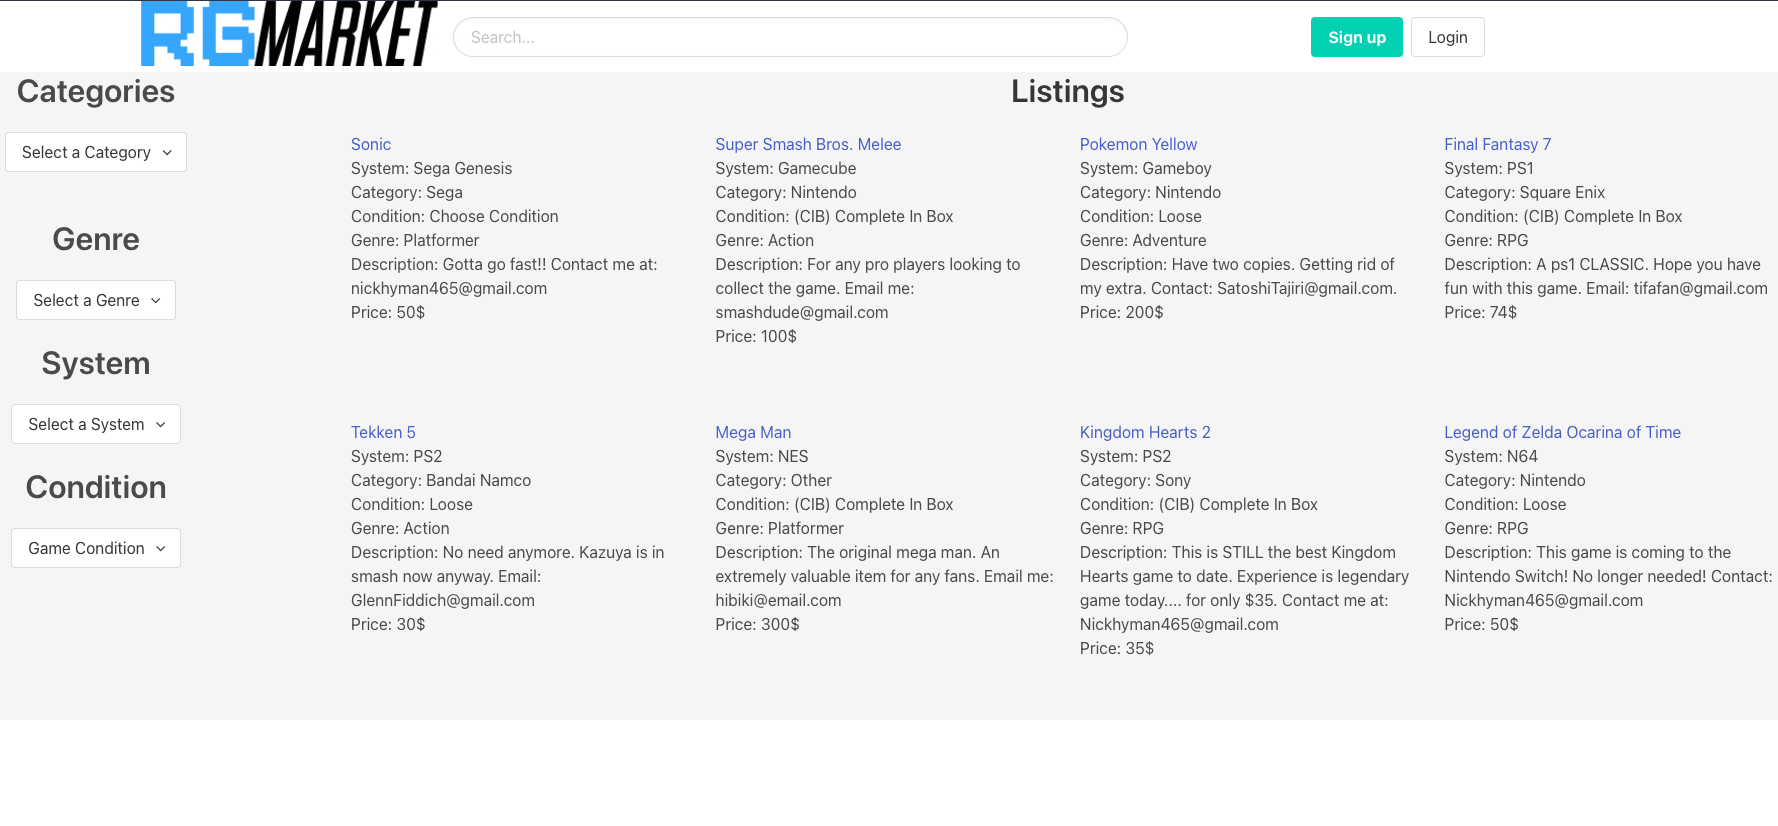 RGMARKET
Search...
Sign up
Login
Categories
Select a Category
Genre
Select a Genre
System
Select a System
Condition
Game Condition
Listings
Sonic
System: Sega Genesis
Category: Sega
Condition: Choose Condition
Genre: Platformer
Description: Gotta go fast!! Contact me at:
nickhyman465@gmail.com
Price: 50$
Super Smash Bros. Melee
System: Gamecube
Category: Nintendo
Condition: (CIB) Complete In Box
Genre: Action
Description: For any pro players looking to
collect the game. Email me:
smashdude@gmail.com
Price: 100$
Pokemon Yellow
System: Gameboy
Category: Nintendo
Condition: Loose
Genre: Adventure
Description: Have two copies. Getting rid of
my extra. Contact: SatoshiTajiri@gmail.com.
Price: 200$
Final Fantasy 7
System: PS1
Category: Square Enix
Condition: (CIB) Complete In Box
Genre: RPG
Description: A ps1 CLASSIC. Hope you have
fun with this game. Email: tifafan@gmail.com
Price: 74$
Tekken 5
System: PS2
Category: Bandai Namco
Condition: Loose
Genre: Action
Description: No need anymore. Kazuya is in
smash now anyway. Email:
GlennFiddich@gmail.com
Price: 30$
Mega Man
System: NES
Category: Other
Condition: (CIB) Complete In Box
Genre: Platformer
Description: The original mega man. An
extremely valuable item for any fans. Email me:
hibiki@email.com
Price: 300$
Kingdom Hearts 2
System: PS2
Category: Sony
Condition: (CIB) Complete In Box
Genre: RPG
Description: This is STILL the best Kingdom
Hearts game to date. Experience is legendary
game today.... for only $35. Contact me at:
Nickhyman465@gmail.com
Price: 35$
Legend of Zelda Ocarina of Time
System: N64
Category: Nintendo
Condition: Loose
Genre: RPG
Description: This game is coming to the
Nintendo Switch! No longer needed! Contact:
Nickhyman465@gmail.com
Price: 50$